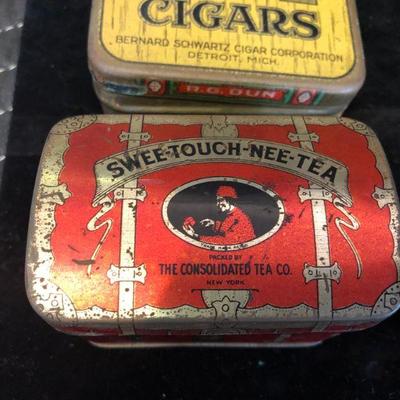 CIGARS
BERNARD SCHWARTZ CIGAR CORPORATION
DETROIT, MICH.
R.G. DUN
SWEE-TOUCH-NEE-TEA
PACKED BY
THE CONSOLIDATED TEA CO.
NEW YORK